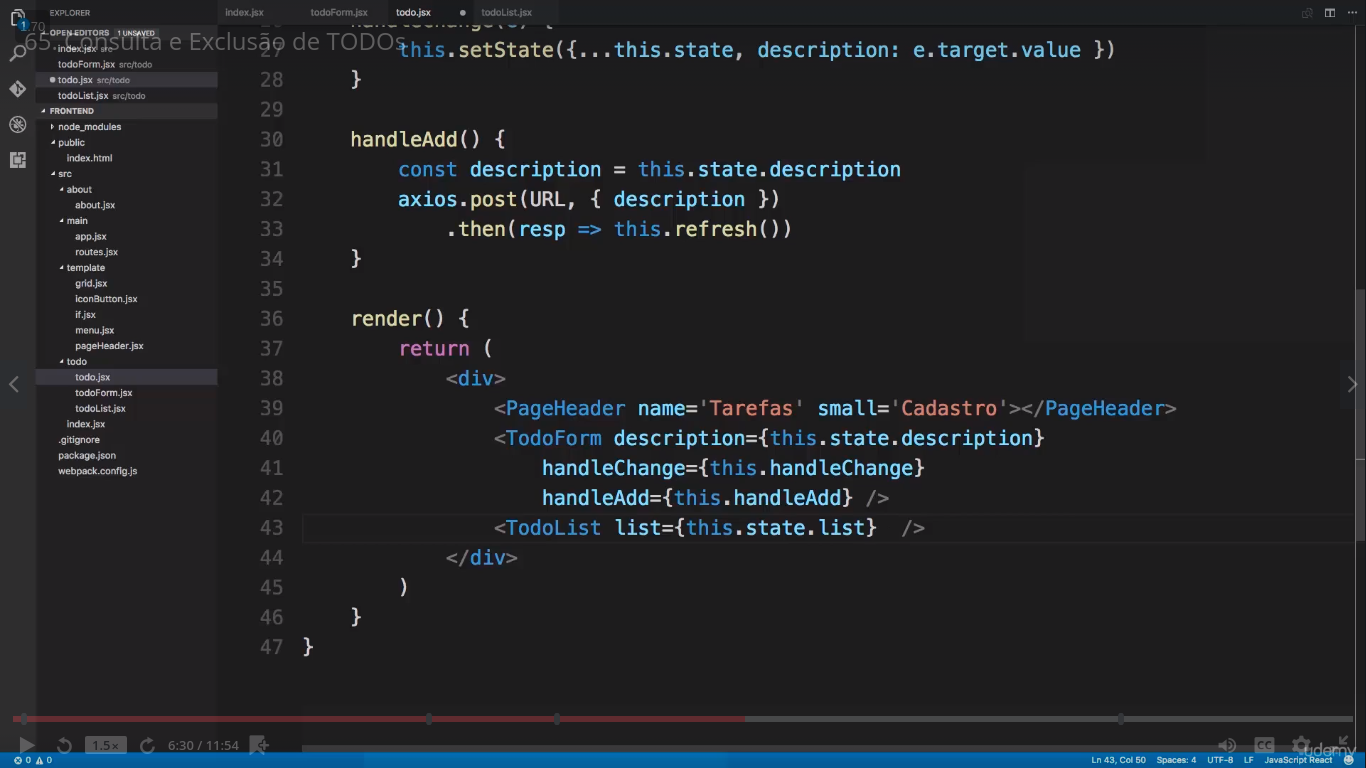 EXPLORER
index.jsx
todoForm.jsx
todo.jsx
todoList.jsx
1
70
OPEN EDITORS 1 UNSAVED
65. Consulta e Exclusão de TODOs
index.jsx src
todoForm.jsx src/todo
todo.jsx src/todo
todoList.jsx src/todo
FRONTEND
node_modules
public
index.html
src
about
about.jsx
main
app.jsx
routes.jsx
template
grid.jsx
iconButton.jsx
if.jsx
menu.jsx
pageHeader.jsx
todo
todo.jsx
todoForm.jsx
todoList.jsx
index.jsx
.gitignore
package.json
webpack.config.js
27 this.setState({...this.state, description: e.target.value })
28 }
29
30 handleAdd() {
31 const description = this.state.description
32 axios.post(URL, { description })
33 .then(resp => this.refresh())
34 }
35
36 render() {
37 return (
38 <div>
39 <PageHeader name='Tarefas' small='Cadastro'></PageHeader>
40 <TodoForm description={this.state.description}
41 handleChange={this.handleChange}
42 handleAdd={this.handleAdd} />
43 <TodoList list={this.state.list}  />
44 </div>
45 )
46 }
47 }
1.5×
6:30 / 11:54
CC
udemy
0 0
Ln 43, Col 50
Spaces: 4
UTF-8
LF
JavaScript React